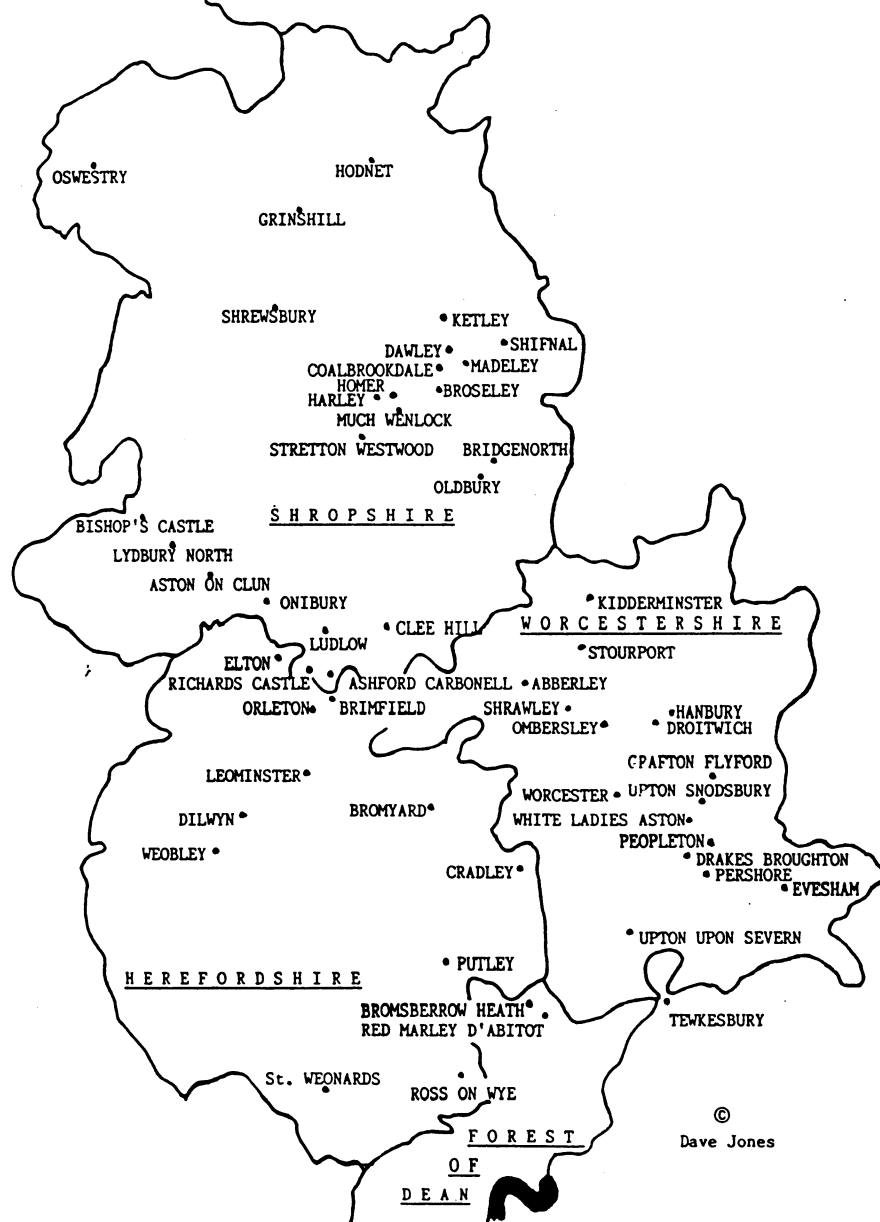 OSWESTRY
HODNET
GRINSHILL
SHREWSBURY
KETLEY
SHIFNAL
DAWLEY
MADELEY
COALBROOKDALE
HOMER
BROSELEY
HARLEY
MUCH WENLOCK
STRETTON WESTWOOD
BRIDGENORTH
OLDBURY
SHROPSHIRE
BISHOP'S CASTLE
LYDBURY NORTH
ASTON ON CLUN
ONIBURY
KIDDERMINSTER
CLEE HILL
WORCESTERSHIRE
LUDLOW
STOURPORT
ELTON
RICHARDS CASTLE
ASHFORD CARBONELL
ABBERLEY
ORLETON
BRIMFIELD
SHRAWLEY
HANBURY
OMBERSLEY
DROITWICH
GRAFTON FLYFORD
LEOMINSTER
UPTON SNODSBURY
WORCESTER
BROMYARD
DILWYN
WHITE LADIES ASTON
PEOPLETON
WEOBLEY
DRAKES BROUGHTON
CRADLEY
PERSHORE
EVESHAM
UPTON UPON SEVERN
PUTLEY
HEREFORDSHIRE
BROMSBERROW HEATH
TEWKESBURY
RED MARLEY D'ABITOT
St. WEONARDS
ROSS ON WYE
©
Dave Jones
FOREST
OF
DEAN